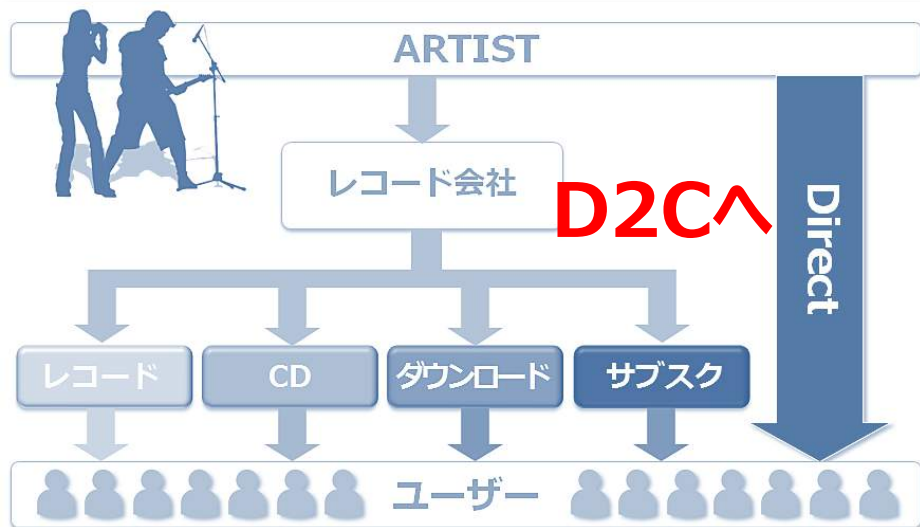 ARTIST
レコード会社
D2Cへ
Direct
レコード
CD
ダウンロード
サブスク
ユーザー